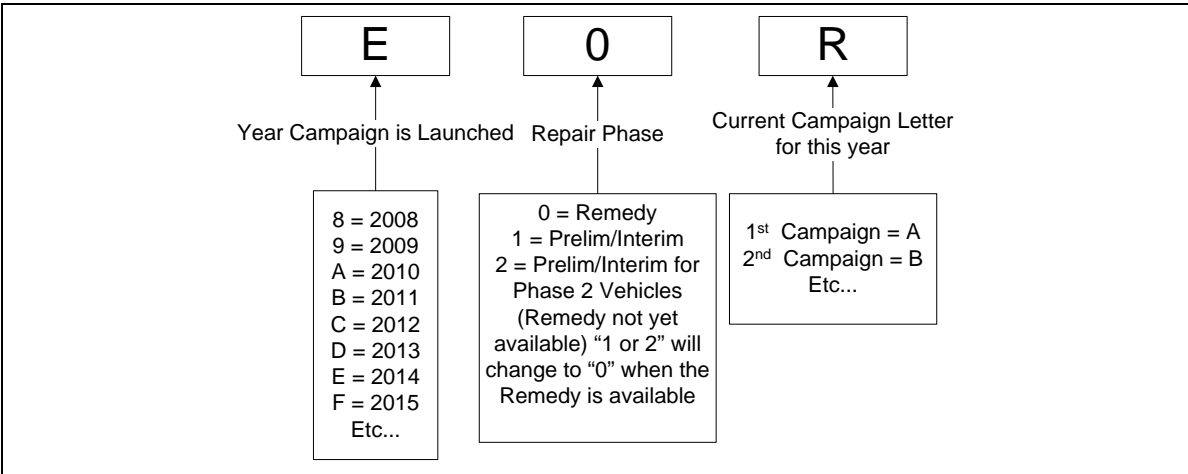 E
0
R
Year Campaign is Launched
Repair Phase
Current Campaign Letter
for this year
8 = 2008
9 = 2009
A = 2010
B = 2011
C = 2012
D = 2013
E = 2014
F = 2015
Etc...
0 = Remedy
1 = Prelim/Interim
2 = Prelim/Interim for
Phase 2 Vehicles
(Remedy not yet
available) “1 or 2” will
change to “0” when the
Remedy is available
1st Campaign = A
2nd Campaign = B
Etc...